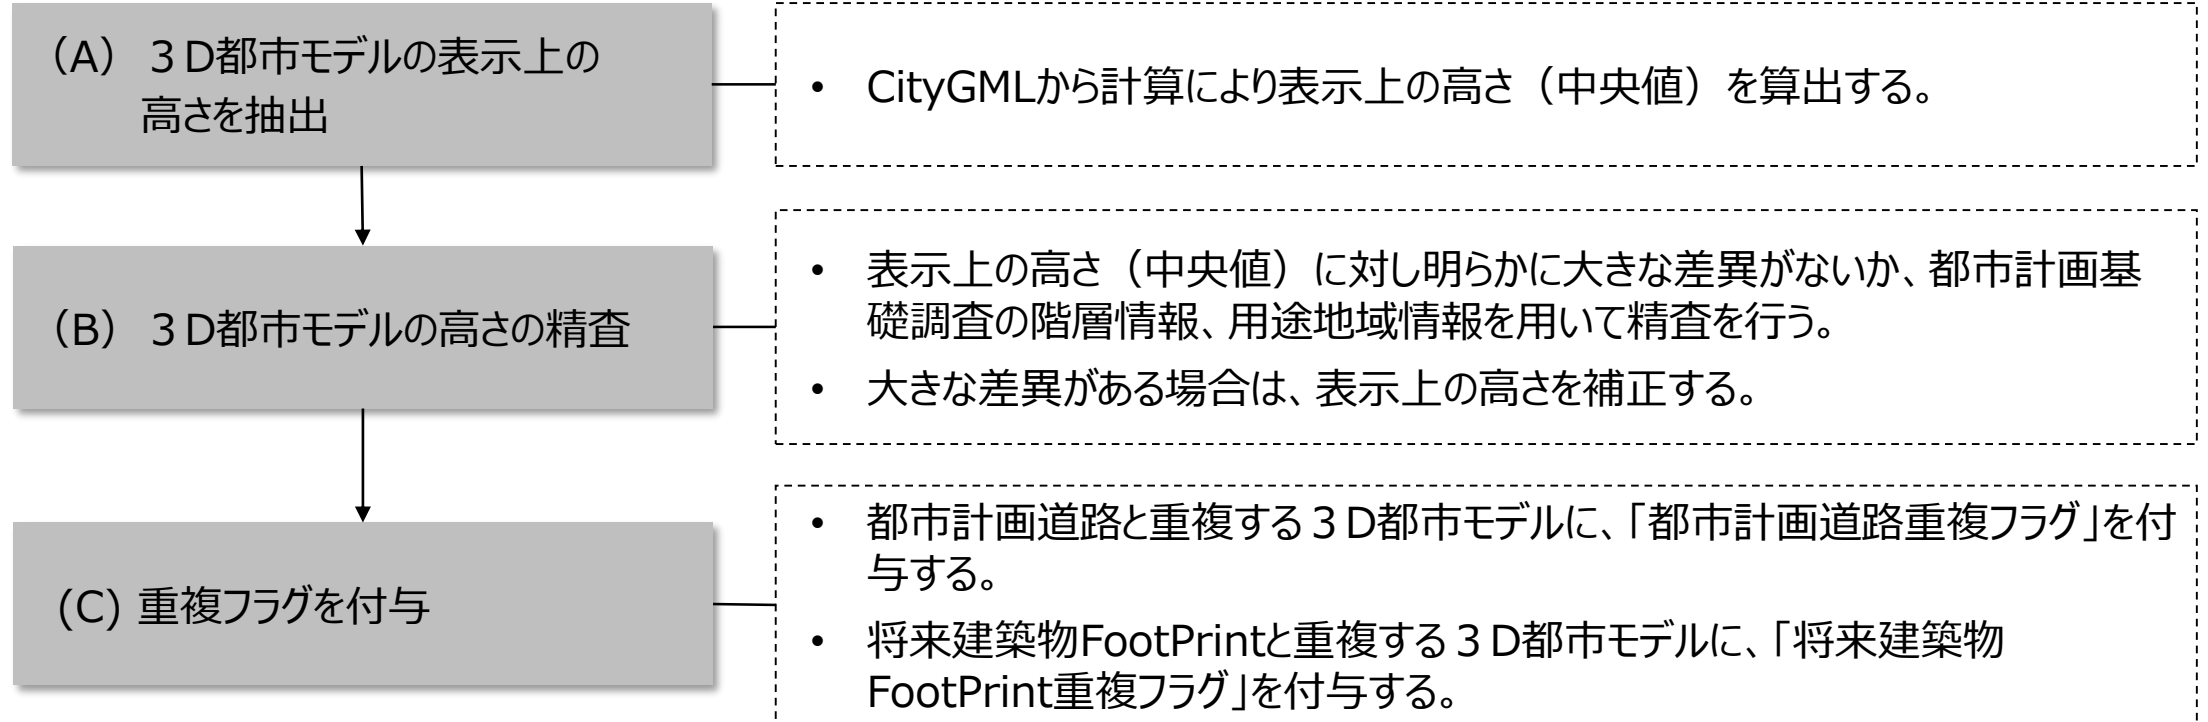 （A）３D都市モデルの表示上の
高さを抽出
• CityGMLから計算により表示上の高さ（中央値）を算出する。
（B）３D都市モデルの高さの精査
• 表示上の高さ（中央値）に対し明らかに大きな差異がないか、都市計画基
礎調査の階層情報、用途地域情報を用いて精査を行う。
• 大きな差異がある場合は、表示上の高さを補正する。
(C) 重複フラグを付与
• 都市計画道路と重複する３D都市モデルに、「都市計画道路重複フラグ」を付
与する。
• 将来建築物FootPrintと重複する３D都市モデルに、「将来建築物
FootPrint重複フラグ」を付与する。